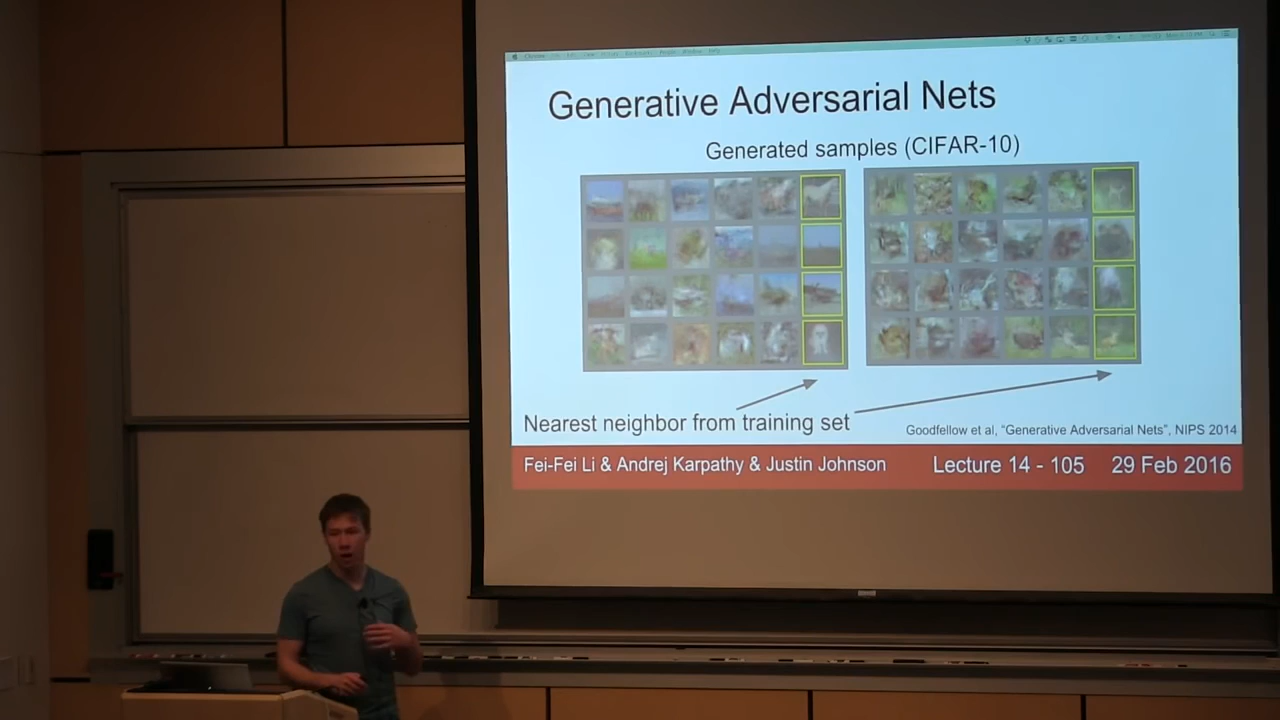 Generative Adversarial Nets
Generated samples (CIFAR-10)
Nearest neighbor from training set
Goodfellow et al, “Generative Adversarial Nets”, NIPS 2014
Fei-Fei Li & Andrej Karpathy & Justin Johnson
Lecture 14 - 105
29 Feb 2016